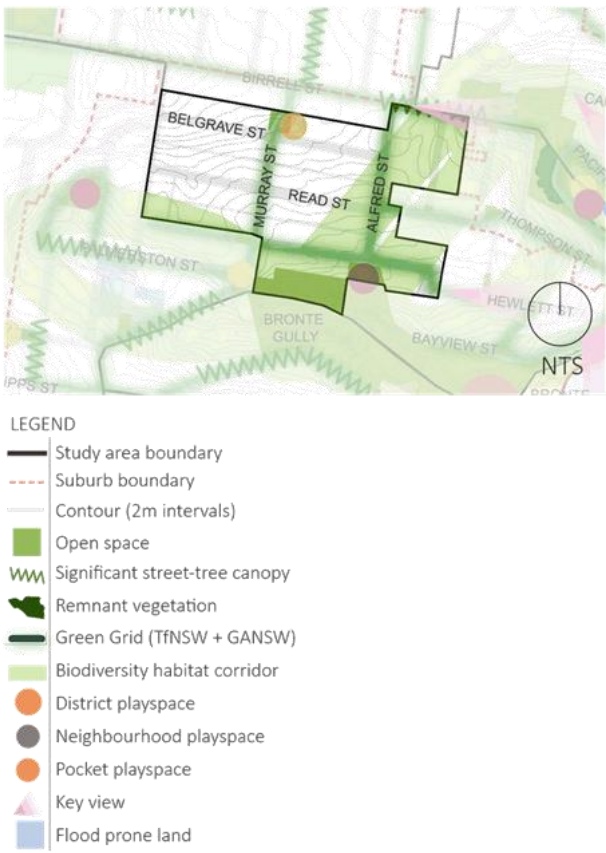 BIRRELL ST
BELGRAVE ST
MURRAY ST
READ ST
ALFRED ST
THOMPSON ST
HEWLETT ST
BRONTE
GULLY
BAYVIEW ST
NTS
BRONTE
LEGEND
Study area boundary
Suburb boundary
Contour (2m intervals)
Open space
Significant street-tree canopy
Remnant vegetation
Green Grid (TfNSW + GANSW)
Biodiversity habitat corridor
District playspace
Neighbourhood playspace
Pocket playspace
Key view
Flood prone land